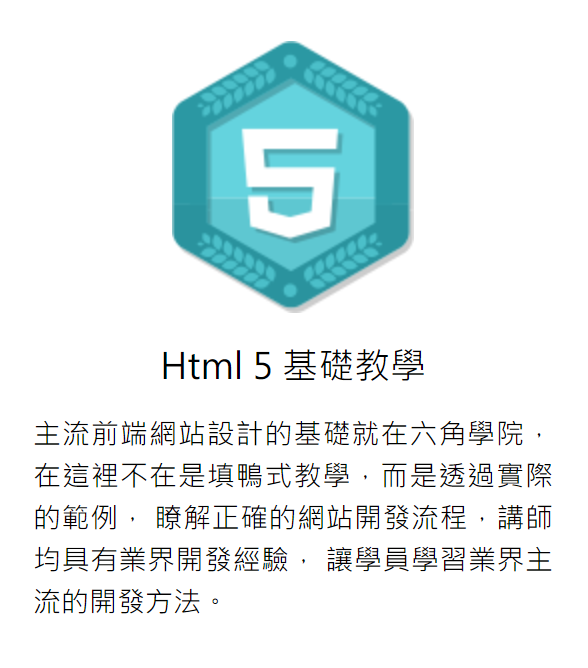 5
Html 5 基礎教學
主流前端網站設計的基礎就在六角學院，
在這裡不在是填鴨式教學，而是透過實際
的範例， 瞭解正確的網站開發流程，講師
均具有業界開發經驗， 讓學員學習業界主
流的開發方法。